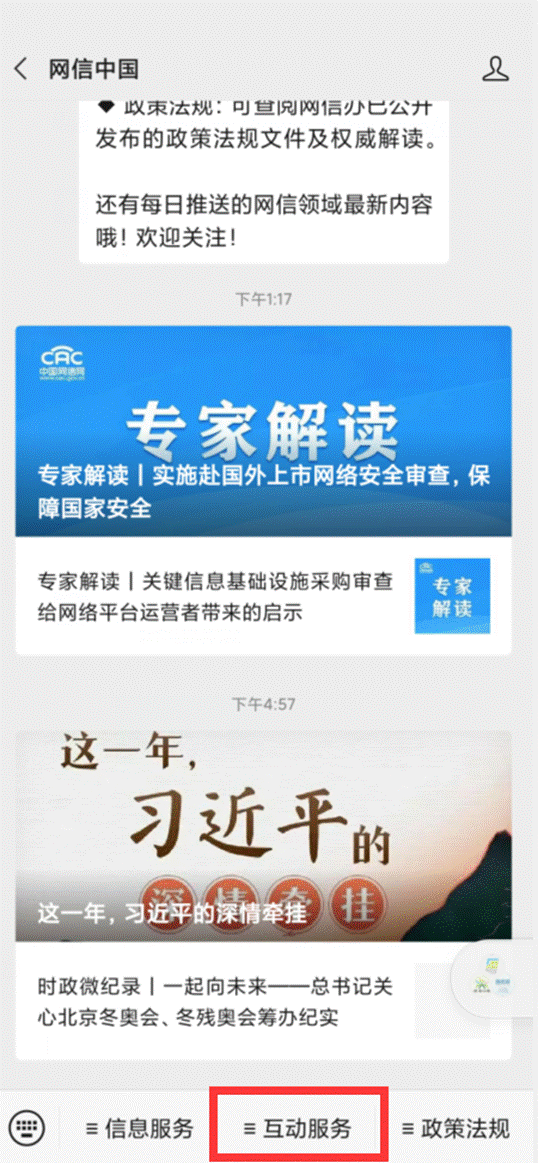 网信中国
◆ 政策法规：可查阅网信办已公开
发布的政策法规文件及权威解读。
还有每日推送的网信领域最新内容
哦！欢迎关注！
下午1:17
CAC
中国网信网
专家解读
专家解读丨实施赴国外上市网络安全审查，保
障国家安全
专家解读丨关键信息基础设施采购审查
给网络平台运营者带来的启示
专家
解读
下午4:57
这一年，
习近平的
深情牵挂
这一年，习近平的深情牵挂
时政微纪录丨一起向未来——总书记关
心北京冬奥会、冬残奥会筹办纪实
≡ 信息服务
≡ 互动服务
≡ 政策法规